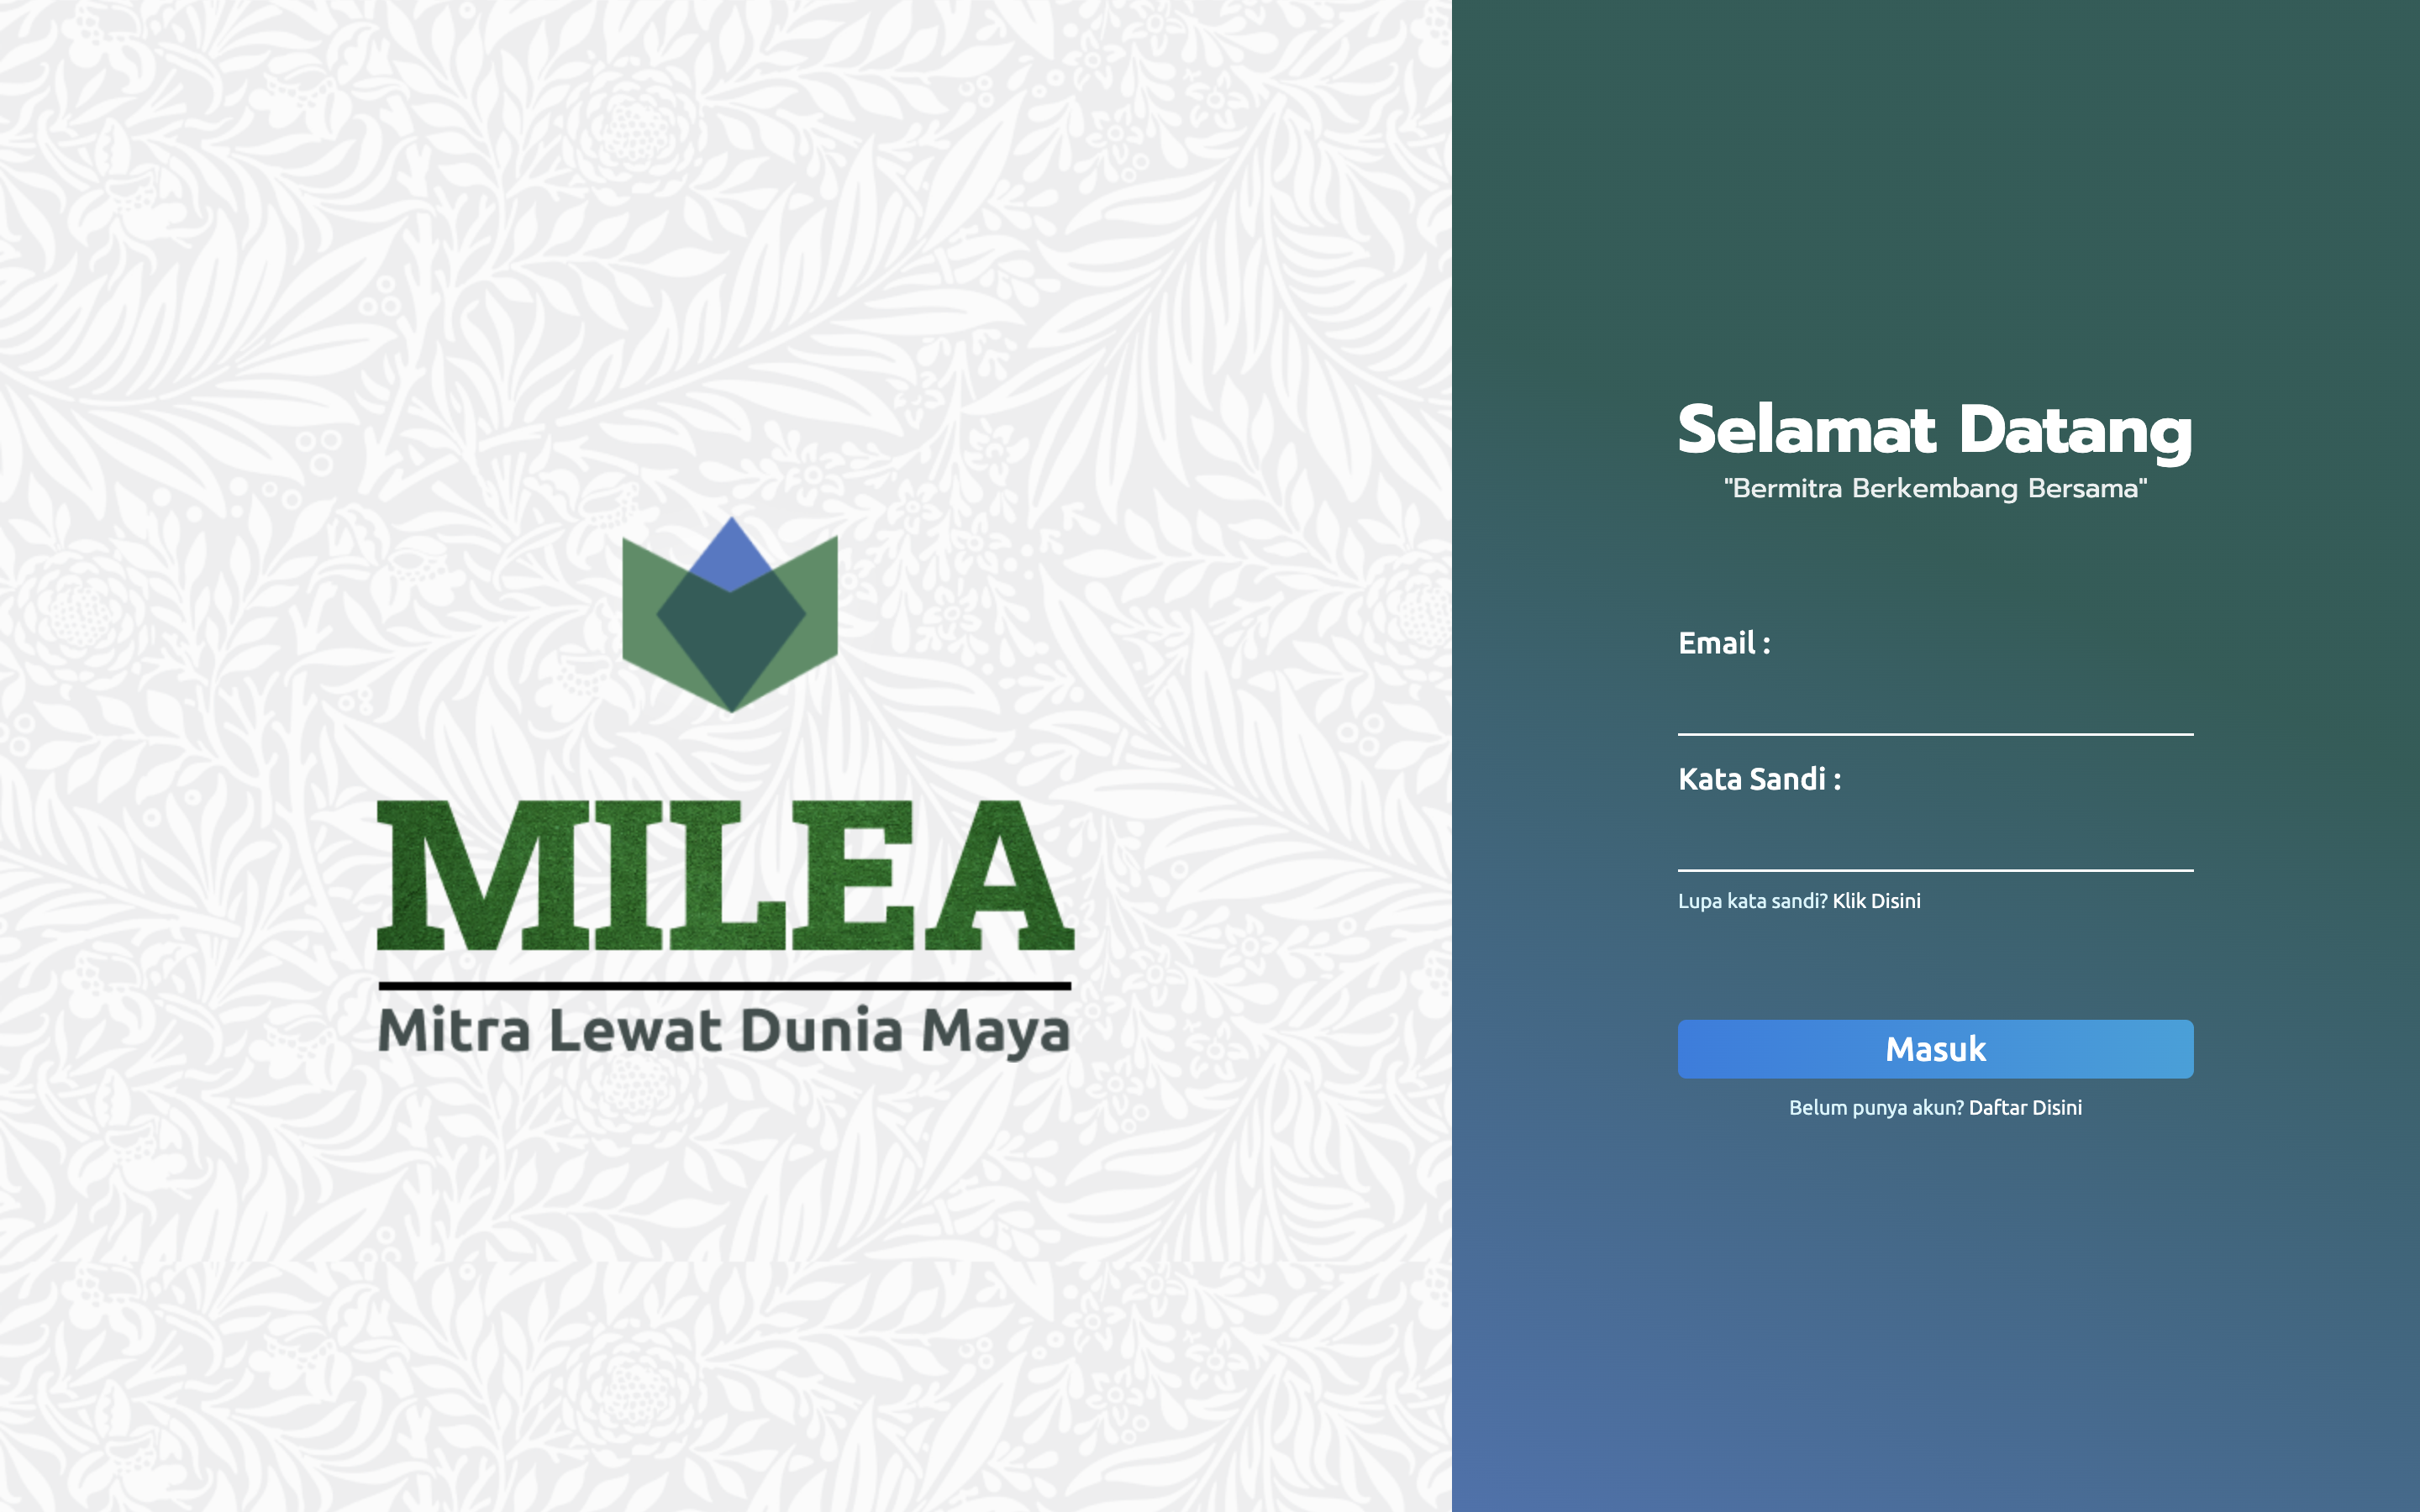 MILEA
Mitra Lewat Dunia Maya
Selamat Datang
"Bermitra Berkembang Bersama"
Email :
Kata Sandi :
Lupa kata sandi? Klik Disini
Masuk
Belum punya akun? Daftar Disini